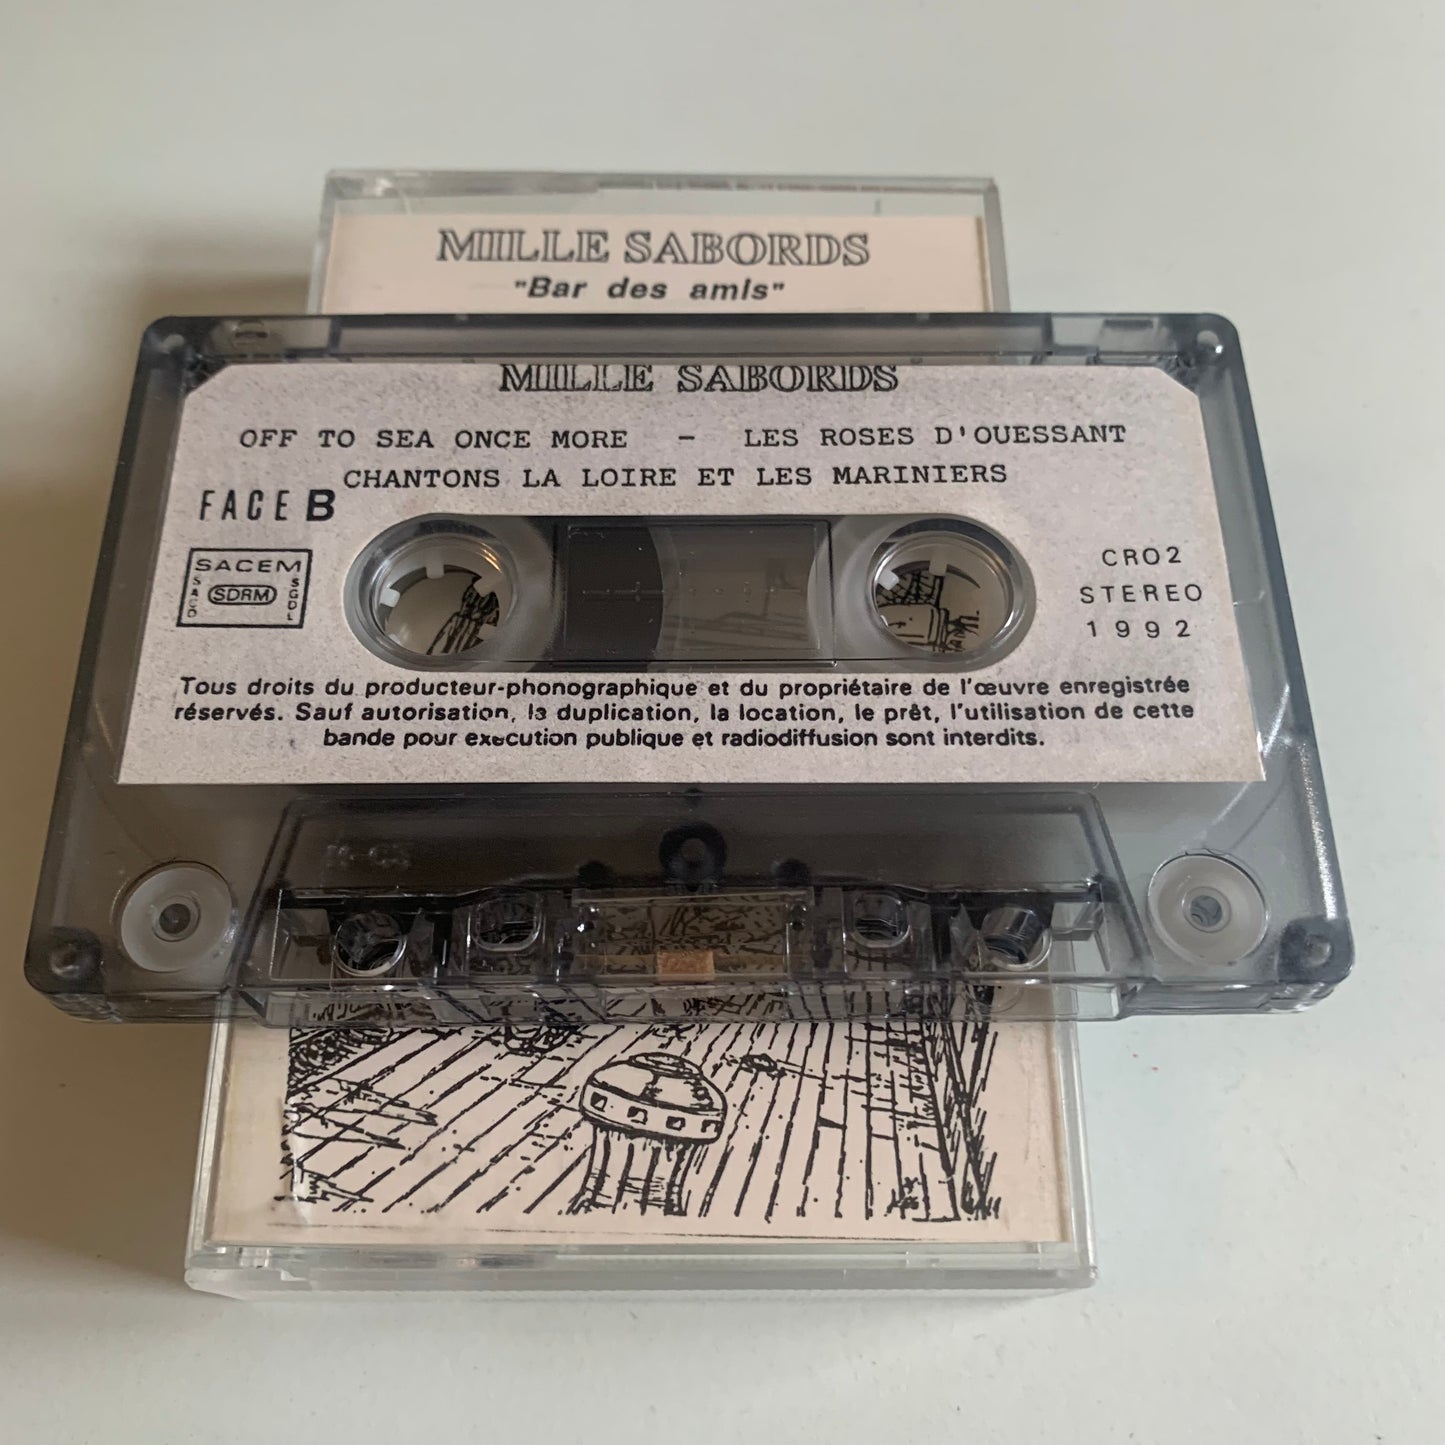 MILLE SABORDS
"Bar des amis"
MILLE SABORDS
OFF TO SEA ONCE MORE - LES ROSES D'OUESSANT
CHANTONS LA LOIRE ET LES MARINIERS
FACE B
SACEM
SACD SDRM SGDL
CRO2
STEREO
1992
Tous droits du producteur-phonographique et du propriétaire de l'œuvre enregistrée
réservés. Sauf autorisation, la duplication, la location, le prêt, l'utilisation de cette
bande pour exécution publique et radiodiffusion sont interdits.